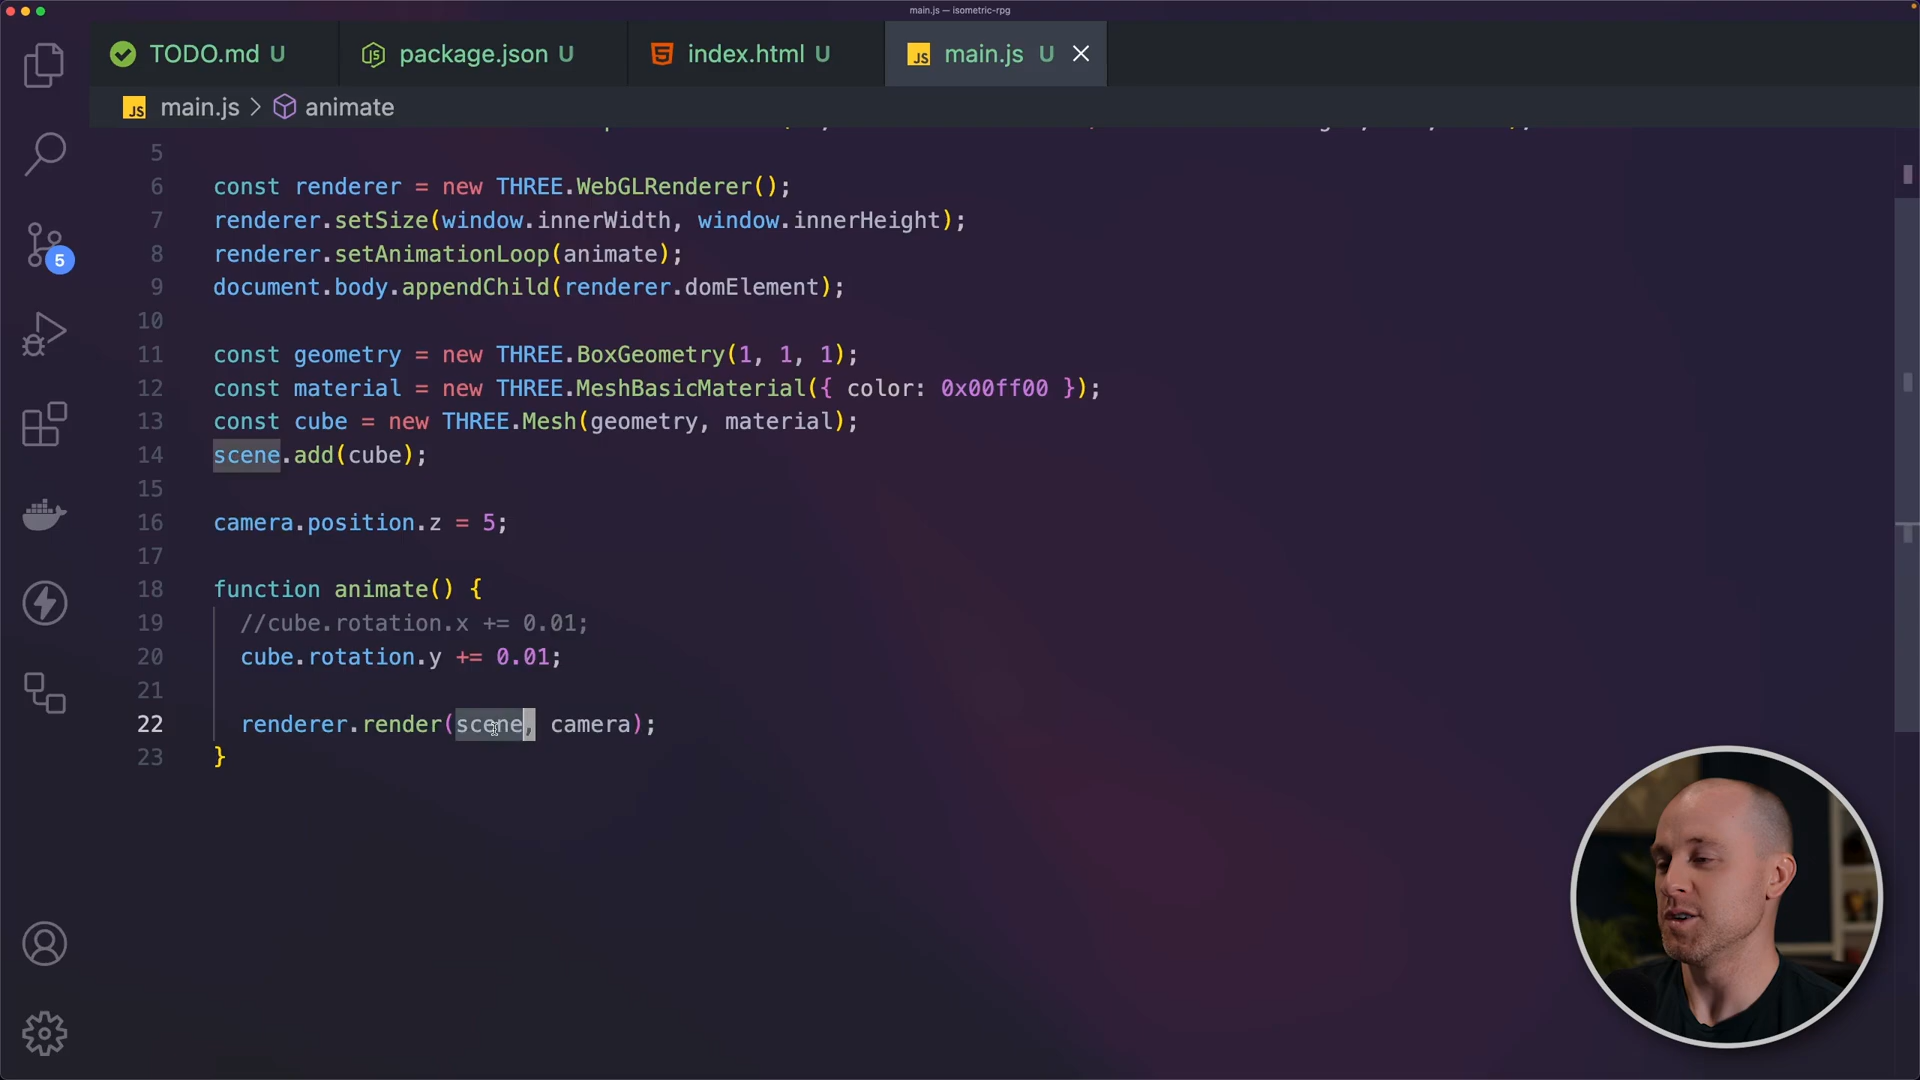 main.js — isometric-rpg
TODO.md U
package.json U
index.html U
JS main.js U
JS main.js > animate
5
6 const renderer = new THREE.WebGLRenderer();
7 renderer.setSize(window.innerWidth, window.innerHeight);
8 renderer.setAnimationLoop(animate);
9 document.body.appendChild(renderer.domElement);
10
11 const geometry = new THREE.BoxGeometry(1, 1, 1);
12 const material = new THREE.MeshBasicMaterial({ color: 0x00ff00 });
13 const cube = new THREE.Mesh(geometry, material);
14 scene.add(cube);
15
16 camera.position.z = 5;
17
18 function animate() {
19 //cube.rotation.x += 0.01;
20 cube.rotation.y += 0.01;
21
22 renderer.render(scene, camera);
23 }
5